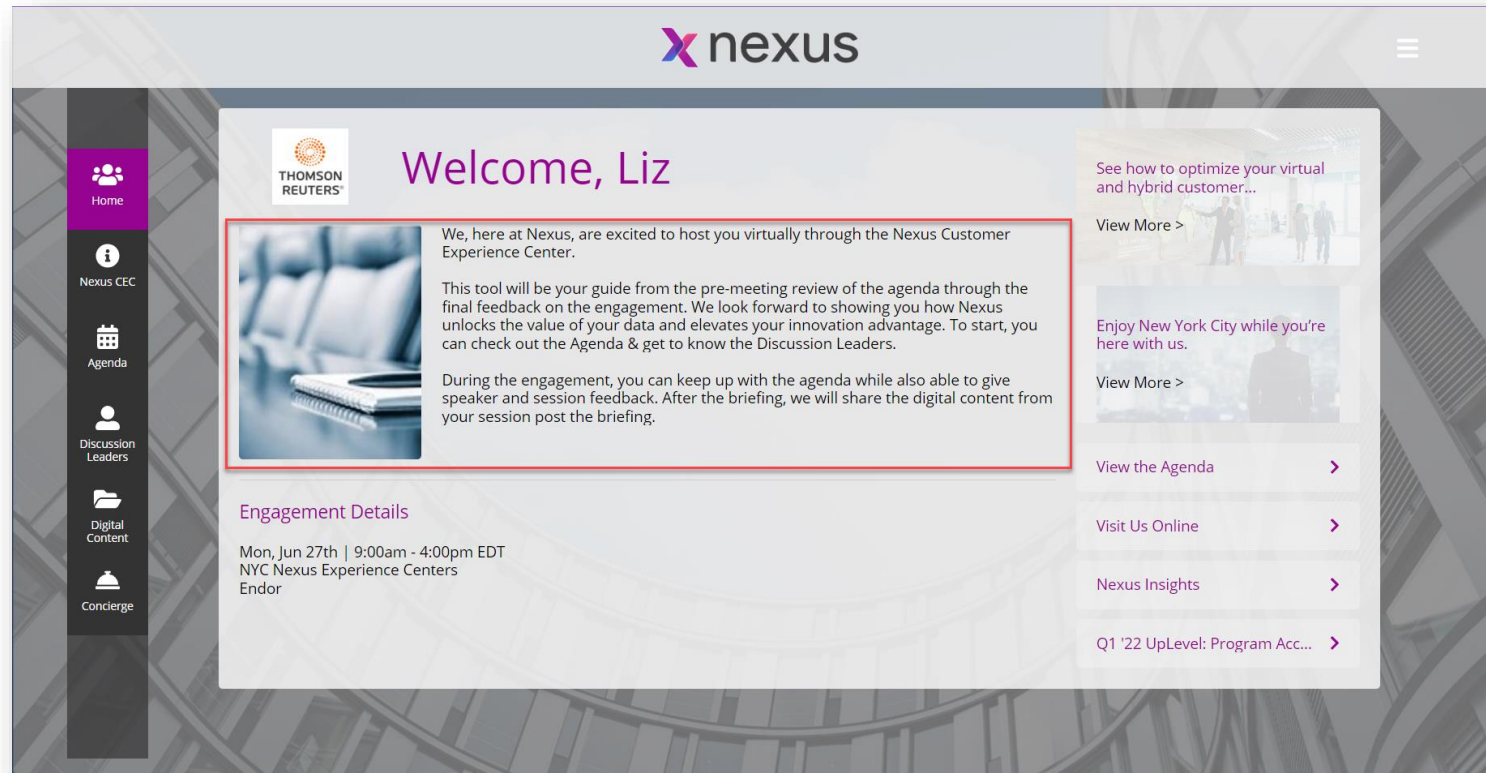 nexus
Home
Nexus CEC
Agenda
Discussion
Leaders
Digital
Content
Concierge
THOMSON
REUTERS®
Welcome, Liz
We, here at Nexus, are excited to host you virtually through the Nexus Customer
Experience Center.
This tool will be your guide from the pre-meeting review of the agenda through the
final feedback on the engagement. We look forward to showing you how Nexus
unlocks the value of your data and elevates your innovation advantage. To start, you
can check out the Agenda & get to know the Discussion Leaders.
During the engagement, you can keep up with the agenda while also able to give
speaker and session feedback. After the briefing, we will share the digital content from
your session post the briefing.
Engagement Details
Mon, Jun 27th | 9:00am - 4:00pm EDT
NYC Nexus Experience Centers
Endor
See how to optimize your virtual
and hybrid customer...
View More >
Enjoy New York City while you’re
here with us.
View More >
View the Agenda
Visit Us Online
Nexus Insights
Q1 '22 UpLevel: Program Acc...